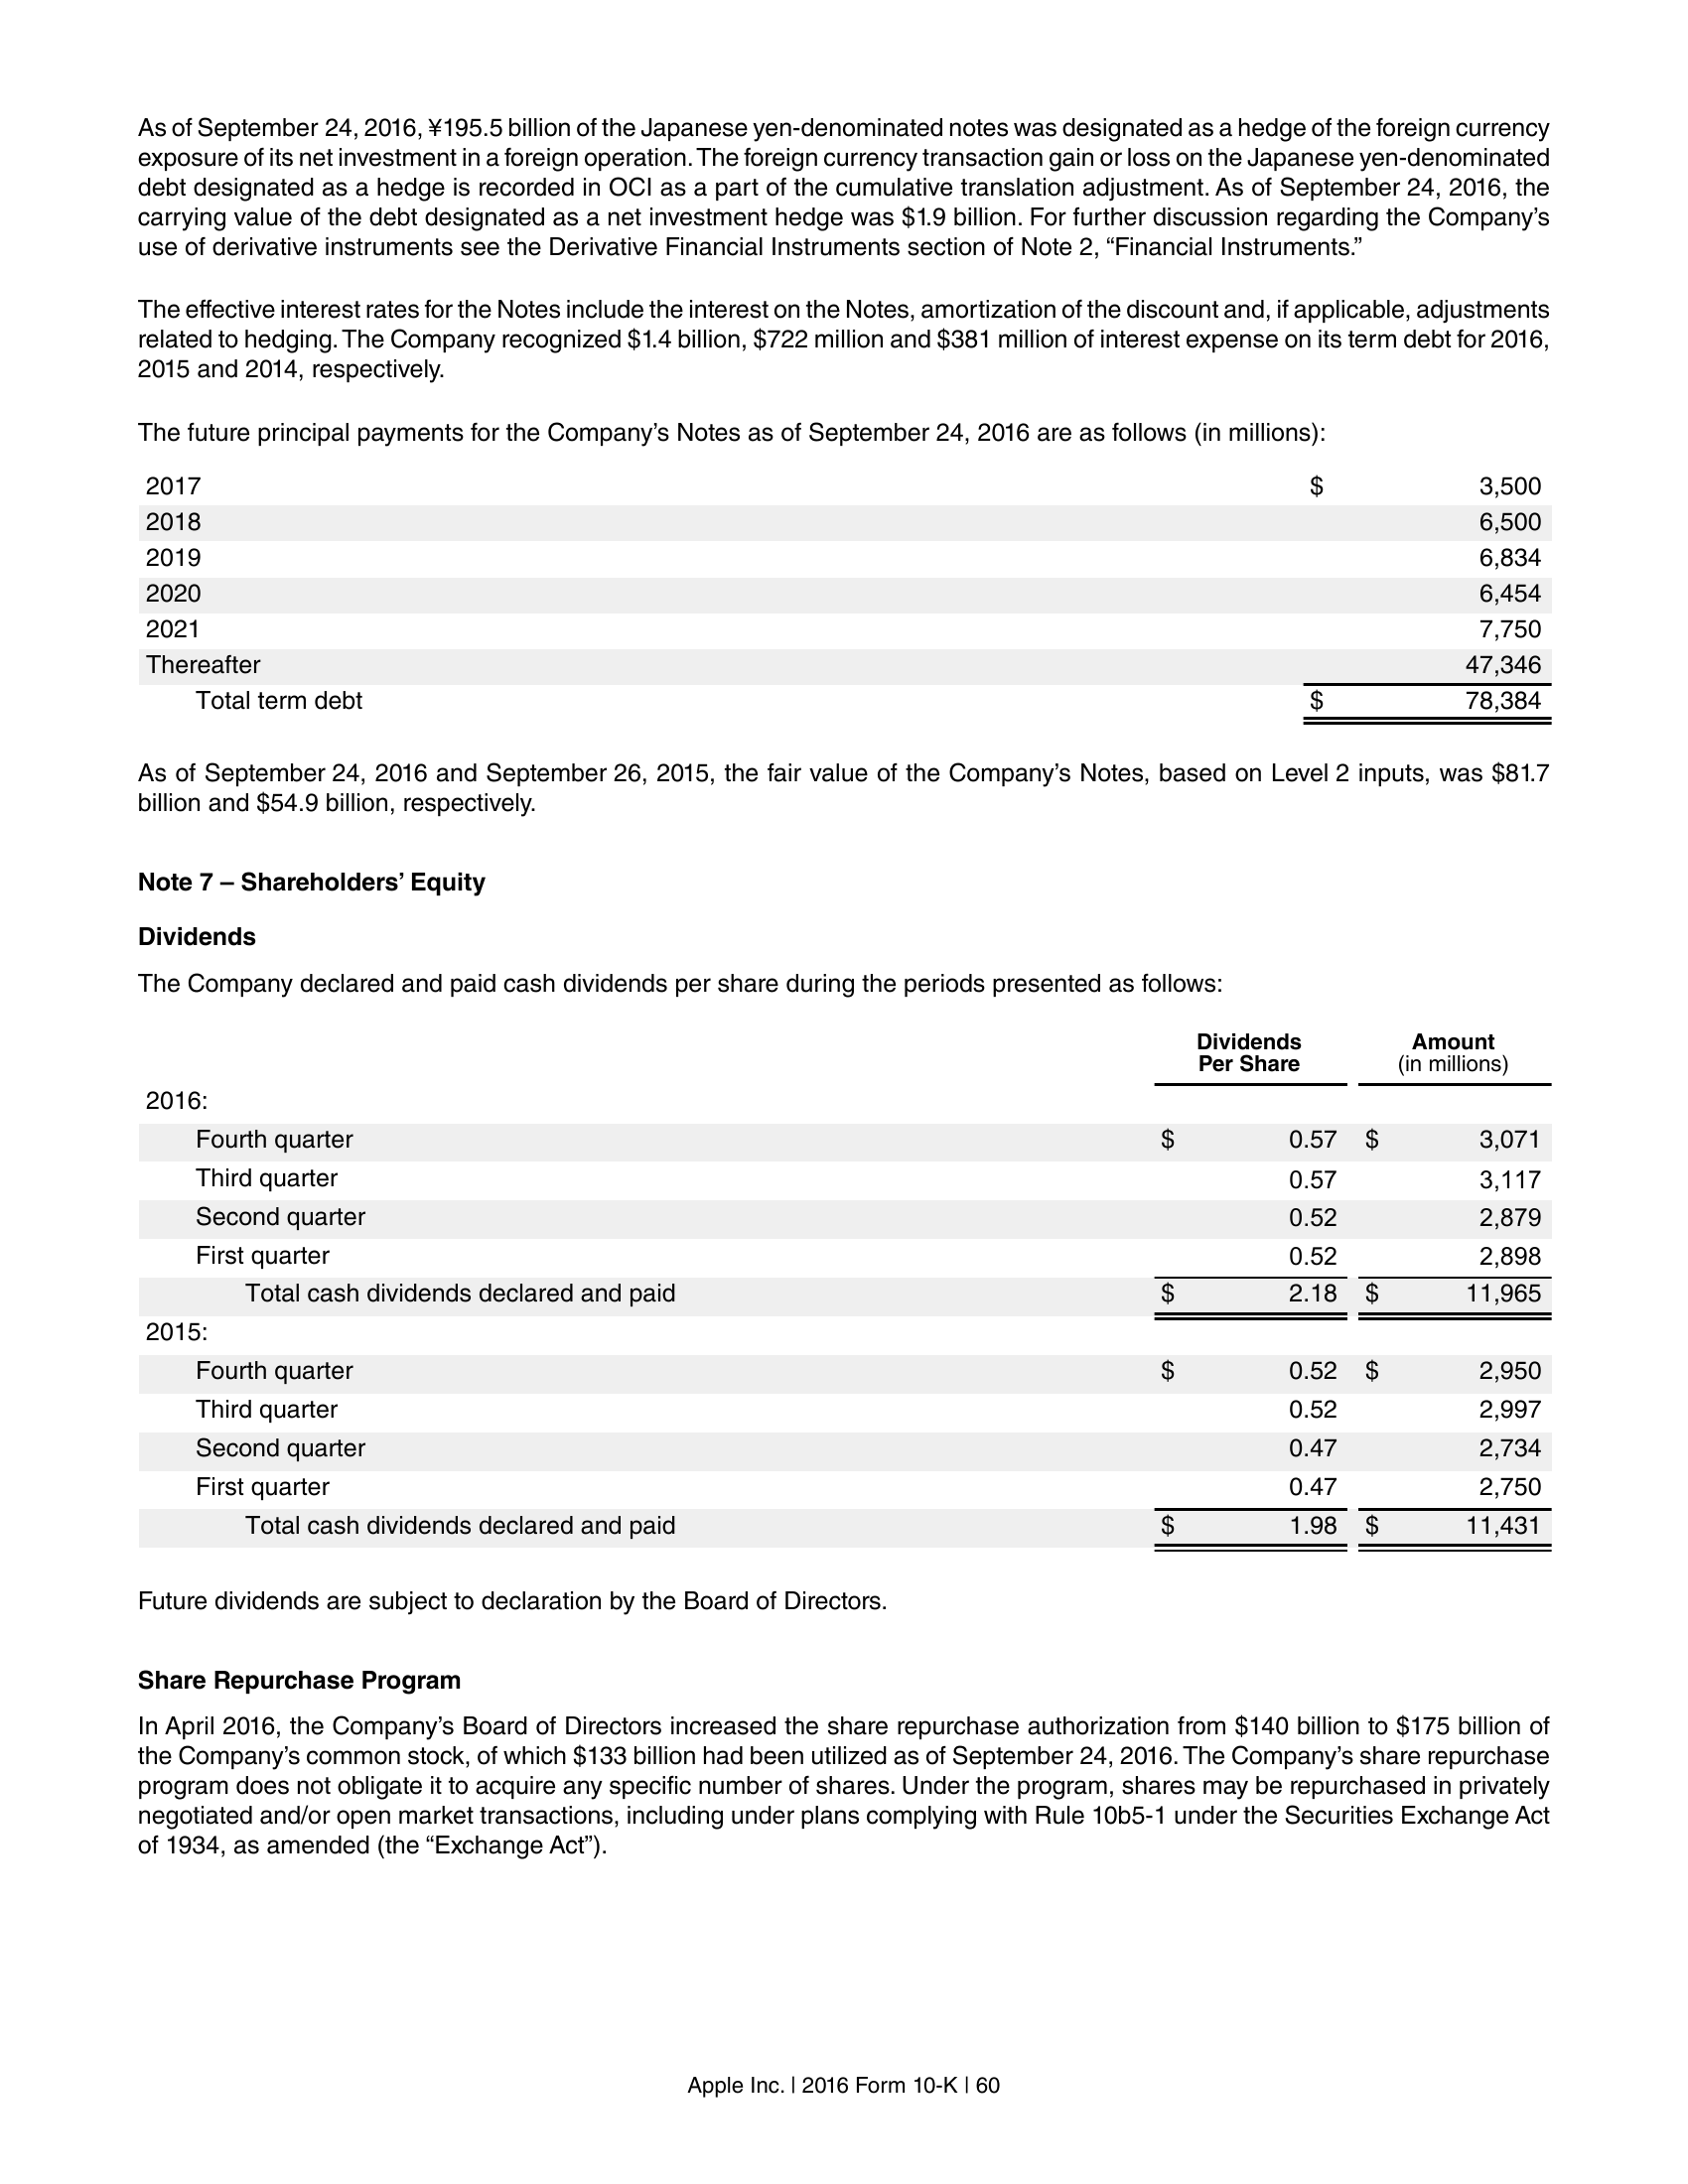 As of September 24, 2016, ¥195.5 billion of the Japanese yen-denominated notes was designated as a hedge of the foreign currency
exposure of its net investment in a foreign operation. The foreign currency transaction gain or loss on the Japanese yen-denominated
debt designated as a hedge is recorded in OCI as a part of the cumulative translation adjustment. As of September 24, 2016, the
carrying value of the debt designated as a net investment hedge was $1.9 billion. For further discussion regarding the Company’s
use of derivative instruments see the Derivative Financial Instruments section of Note 2, “Financial Instruments.”
The effective interest rates for the Notes include the interest on the Notes, amortization of the discount and, if applicable, adjustments
related to hedging. The Company recognized $1.4 billion, $722 million and $381 million of interest expense on its term debt for 2016,
2015 and 2014, respectively.
The future principal payments for the Company’s Notes as of September 24, 2016 are as follows (in millions):
2017 $ 3,500
2018 6,500
2019 6,834
2020 6,454
2021 7,750
Thereafter 47,346
Total term debt $ 78,384
As of September 24, 2016 and September 26, 2015, the fair value of the Company’s Notes, based on Level 2 inputs, was $81.7
billion and $54.9 billion, respectively.
Note 7 – Shareholders’ Equity
Dividends
The Company declared and paid cash dividends per share during the periods presented as follows:
Dividends Amount
Per Share (in millions)
2016:
Fourth quarter $ 0.57 $ 3,071
Third quarter 0.57 3,117
Second quarter 0.52 2,879
First quarter 0.52 2,898
Total cash dividends declared and paid $ 2.18 $ 11,965
2015:
Fourth quarter $ 0.52 $ 2,950
Third quarter 0.52 2,997
Second quarter 0.47 2,734
First quarter 0.47 2,750
Total cash dividends declared and paid $ 1.98 $ 11,431
Future dividends are subject to declaration by the Board of Directors.
Share Repurchase Program
In April 2016, the Company’s Board of Directors increased the share repurchase authorization from $140 billion to $175 billion of
the Company’s common stock, of which $133 billion had been utilized as of September 24, 2016. The Company’s share repurchase
program does not obligate it to acquire any specific number of shares. Under the program, shares may be repurchased in privately
negotiated and/or open market transactions, including under plans complying with Rule 10b5-1 under the Securities Exchange Act
of 1934, as amended (the “Exchange Act”).
Apple Inc. | 2016 Form 10-K | 60